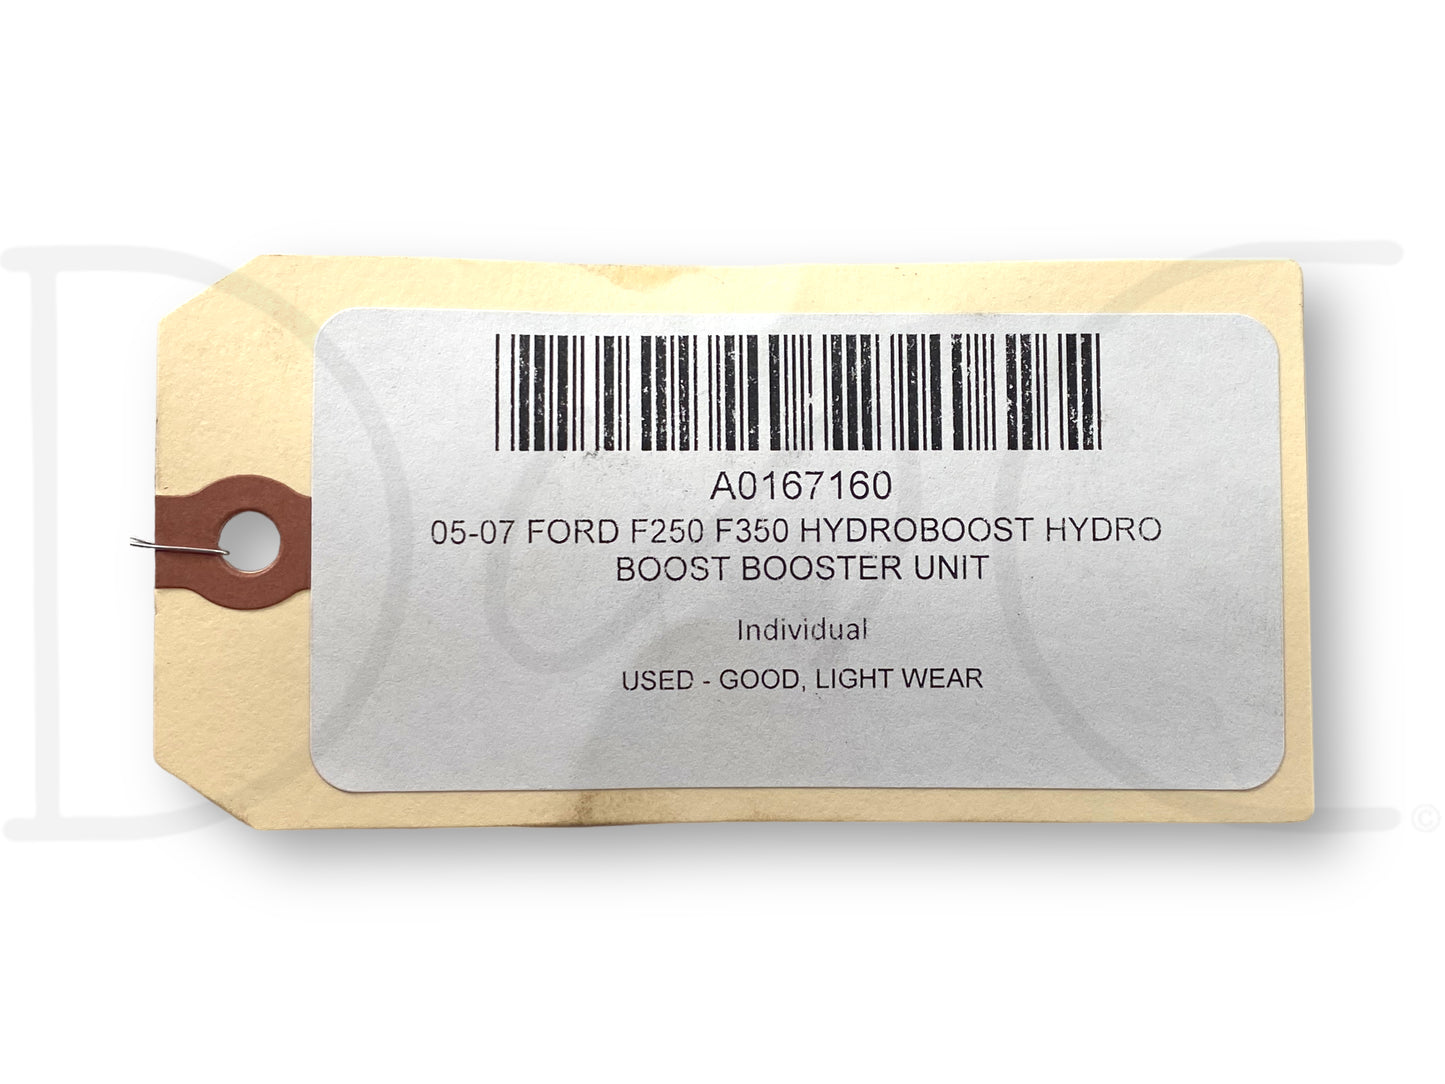 A0167160
05-07 FORD F250 F350 HYDROBOOST HYDRO
BOOST BOOSTER UNIT
Individual
USED - GOOD, LIGHT WEAR
©